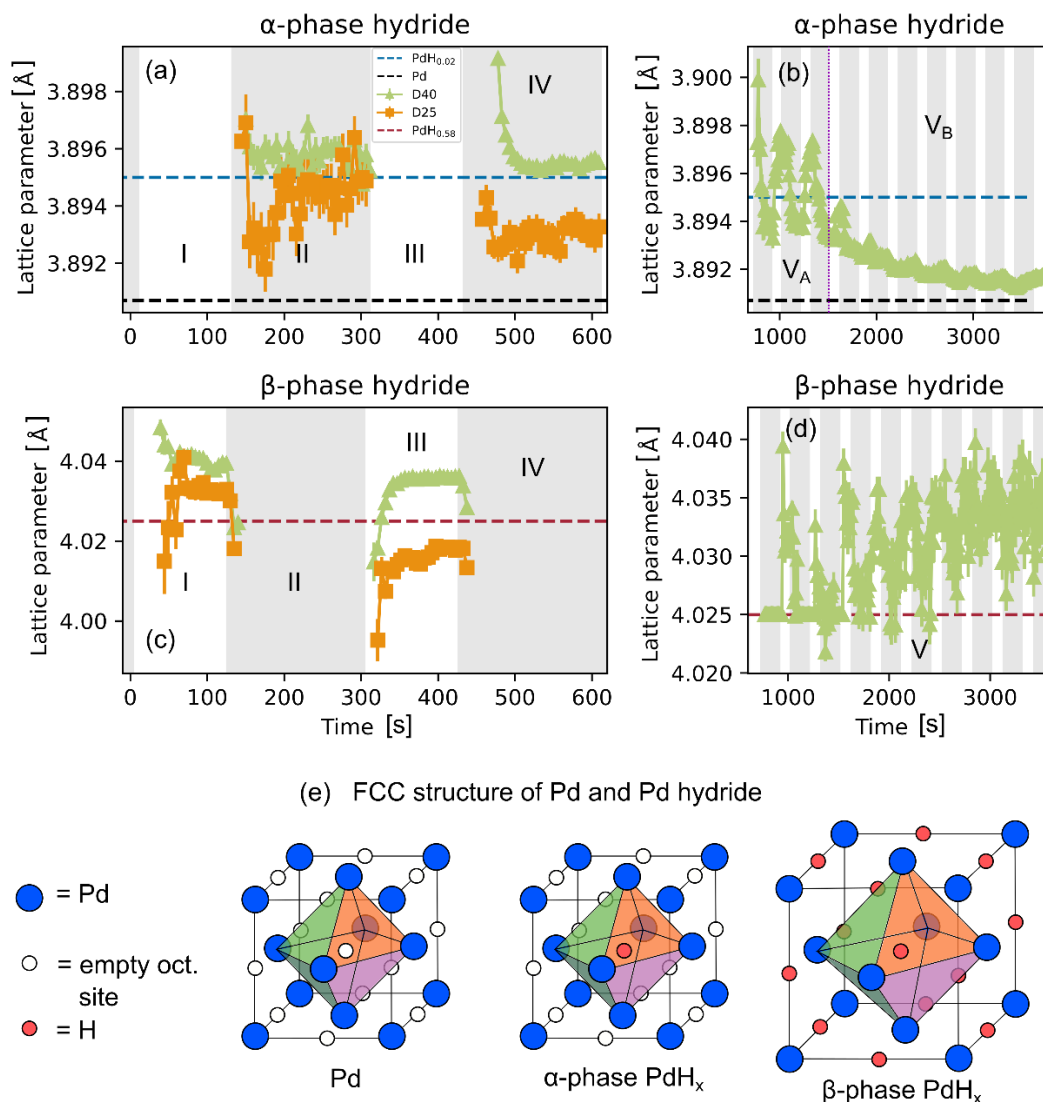 α-phase hydride
(a)
3.898
3.896
3.894
3.892
Lattice parameter [Å]
PdH0.02
Pd
D40
D25
PdH0.58
I
II
III
IV
0 100 200 300 400 500 600
α-phase hydride
(b)
3.900
3.898
3.896
3.894
3.892
Lattice parameter [Å]
VA
VB
1000 2000 3000
β-phase hydride
4.04
4.02
4.00
Lattice parameter [Å]
(c)
I
II
III
IV
0 100 200 300 400 500 600
Time [s]
β-phase hydride
(d)
4.040
4.035
4.030
4.025
4.020
Lattice parameter [Å]
V
1000 2000 3000
Time [s]
(e) FCC structure of Pd and Pd hydride
= Pd
= empty oct.
site
= H
Pd
α-phase PdHx
β-phase PdHx